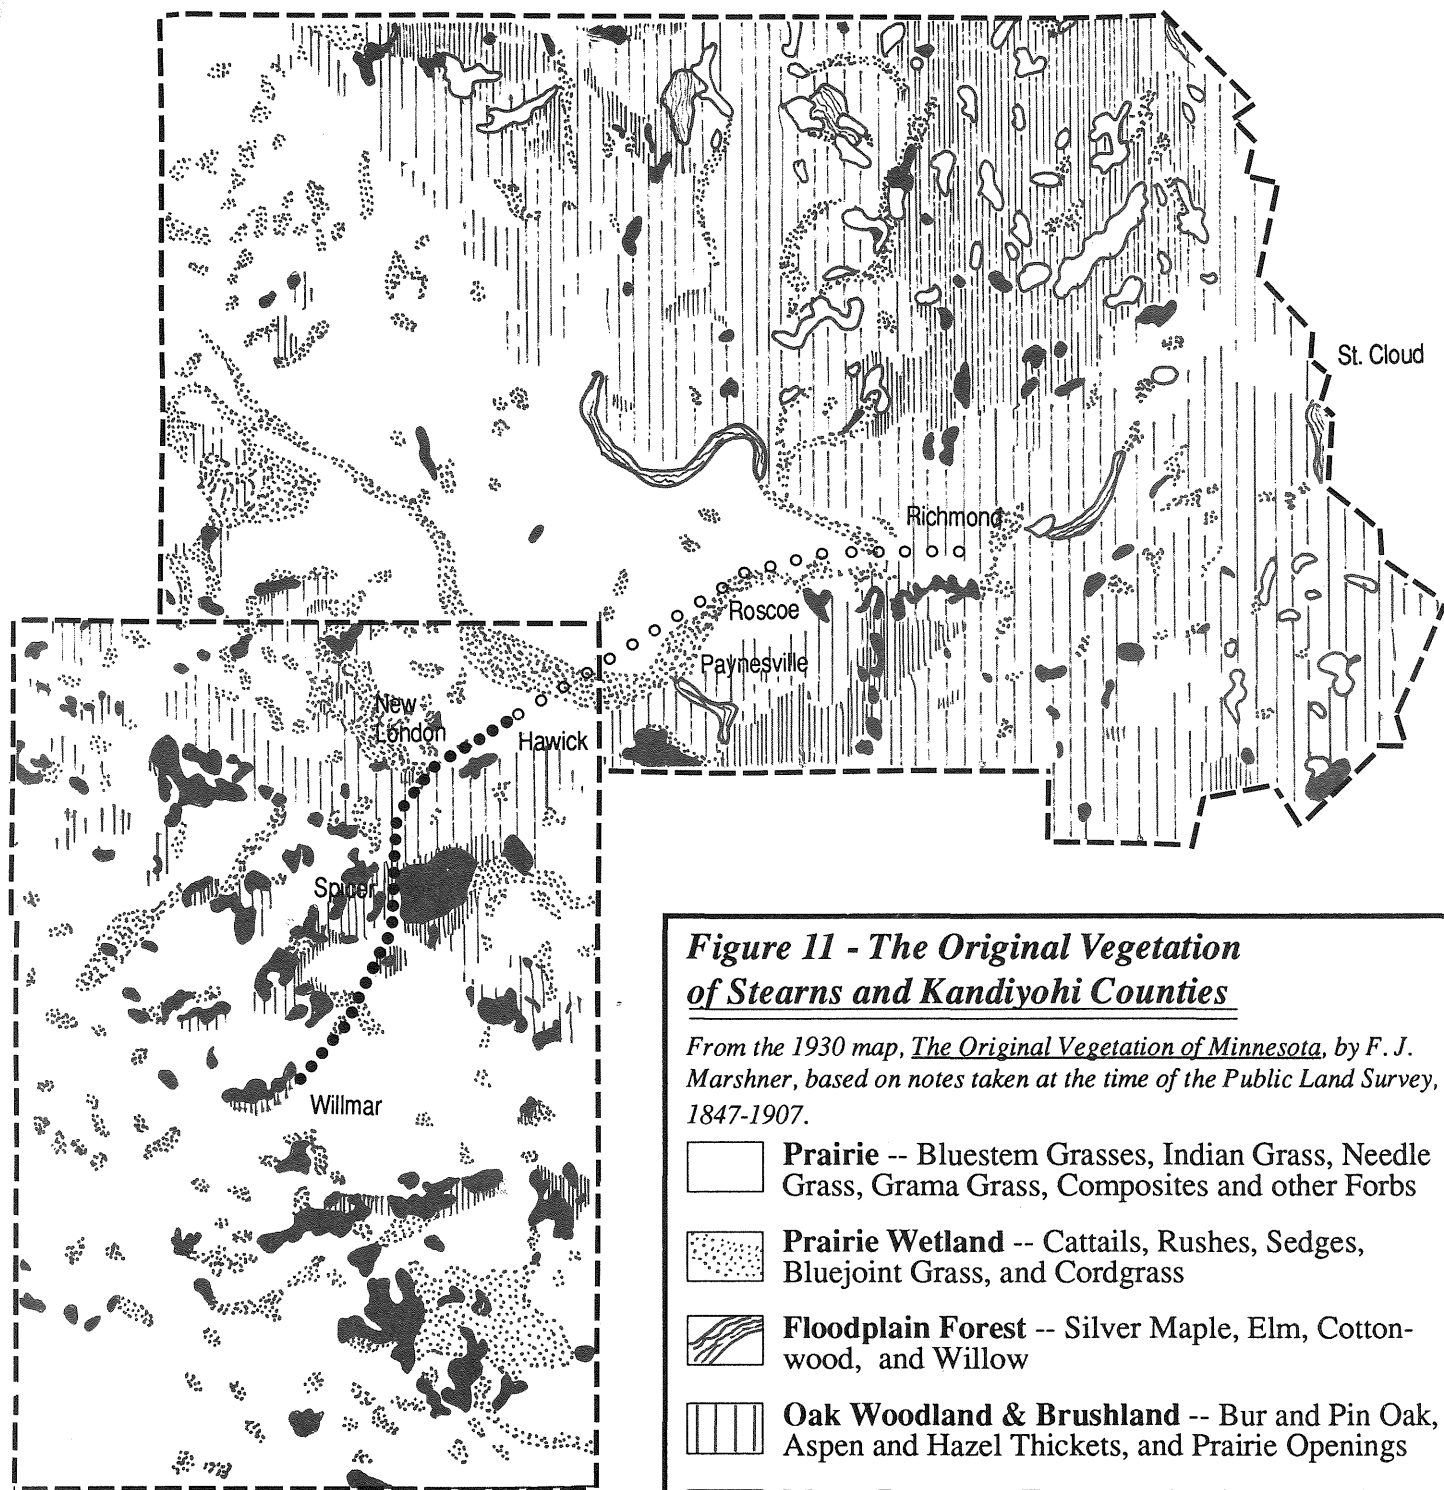 St. Cloud
Richmond
Roscoe
Paynesville
New
London
Hawick
Spicer
Willmar
Figure 11 - The Original Vegetation
of Stearns and Kandiyohi Counties
From the 1930 map, The Original Vegetation of Minnesota, by F. J.
Marshner, based on notes taken at the time of the Public Land Survey,
1847-1907.
Prairie -- Bluestem Grasses, Indian Grass, Needle
Grass, Grama Grass, Composites and other Forbs
Prairie Wetland -- Cattails, Rushes, Sedges,
Bluejoint Grass, and Cordgrass
Floodplain Forest -- Silver Maple, Elm, Cotton-
wood, and Willow
Oak Woodland & Brushland -- Bur and Pin Oak,
Aspen and Hazel Thickets, and Prairie Openings